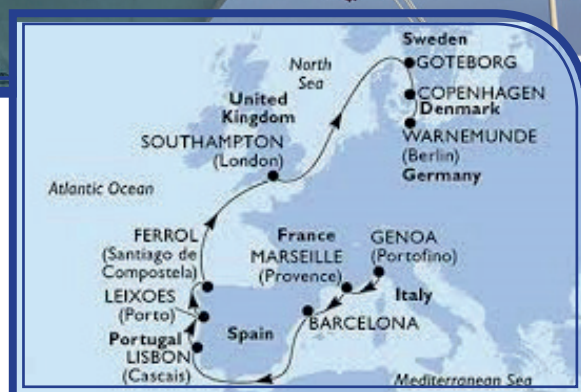 Sweden
North
Sea
GOTEBORG
COPENHAGEN
Denmark
United
Kingdom
SOUTHAMPTON
(London)
WARNEMUNDE
(Berlin)
Germany
Atlantic Ocean
FERROL
(Santiago de
Compostela)
France
MARSEILLE
(Provence)
GENOA
(Portofino)
LEIXOES
(Porto)
Italy
Portugal
Spain
BARCELONA
LISBON
(Cascais)
Mediterranean Sea